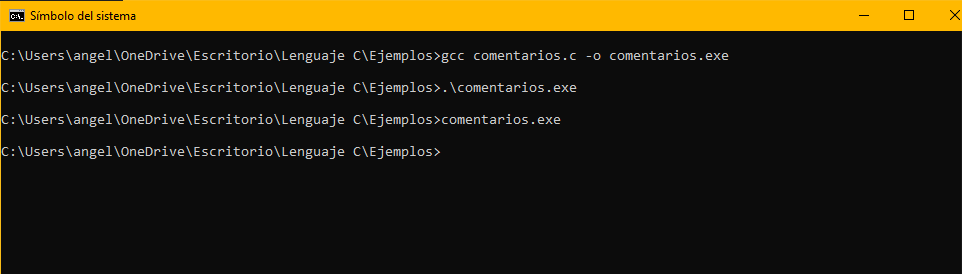 Símbolo del sistema
C:\Users\angel\OneDrive\Escritorio\Lenguaje C\Ejemplos>gcc comentarios.c -o comentarios.exe
C:\Users\angel\OneDrive\Escritorio\Lenguaje C\Ejemplos>.\comentarios.exe
C:\Users\angel\OneDrive\Escritorio\Lenguaje C\Ejemplos>comentarios.exe
C:\Users\angel\OneDrive\Escritorio\Lenguaje C\Ejemplos>